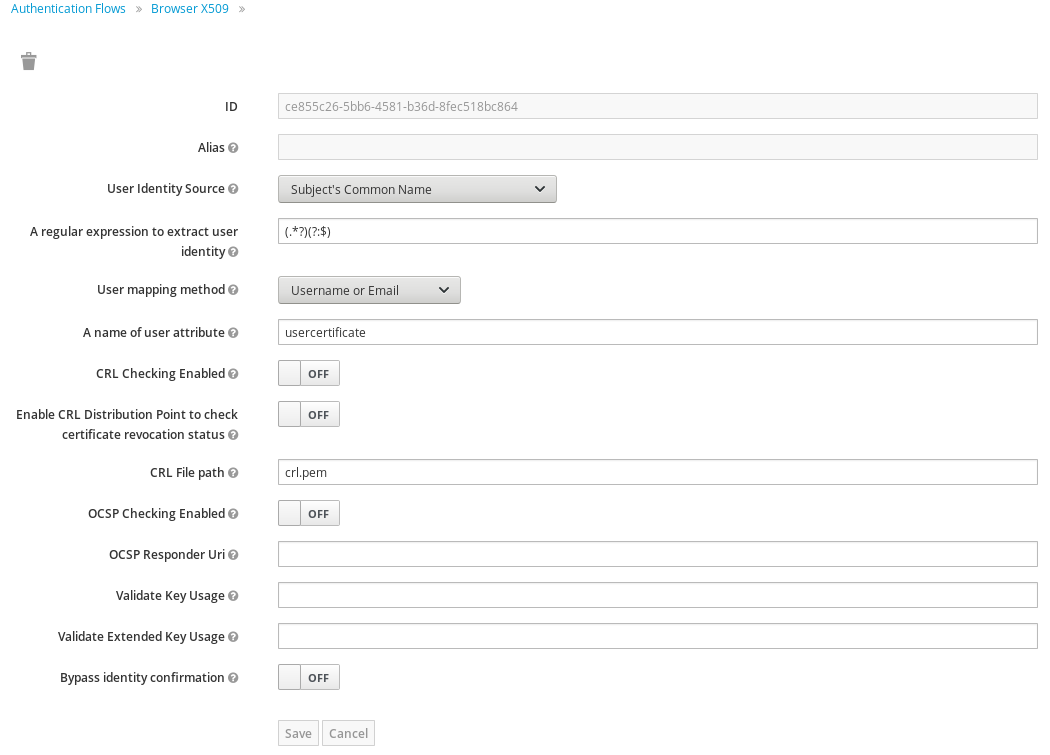 Authentication Flows » Browser X509 »
ID ce855c26-5bb6-4581-b36d-8fec518bc864
Alias
User Identity Source Subject's Common Name
A regular expression to extract user (.*?)(?:$)
identity
User mapping method Username or Email
A name of user attribute usercertificate
CRL Checking Enabled OFF
Enable CRL Distribution Point to check OFF
certificate revocation status
CRL File path crl.pem
OCSP Checking Enabled OFF
OCSP Responder Uri
Validate Key Usage
Validate Extended Key Usage
Bypass identity confirmation OFF
Save Cancel